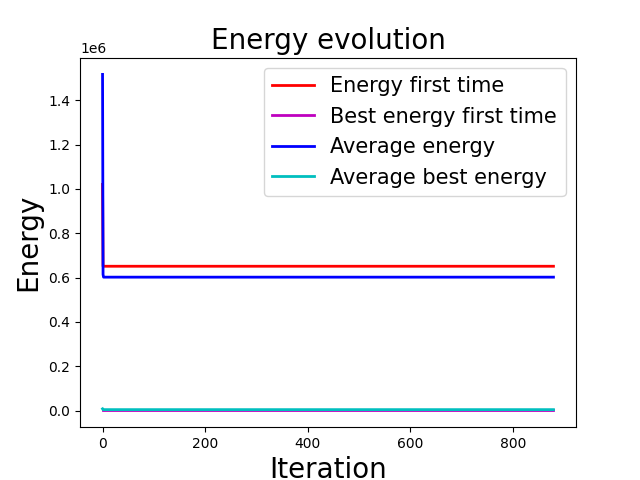 Energy evolution
1e6
Energy first time
Best energy first time
Average energy
Average best energy
1.4
1.2
1.0
0.8
0.6
0.4
0.2
0.0
Energy
0 200 400 600 800
Iteration